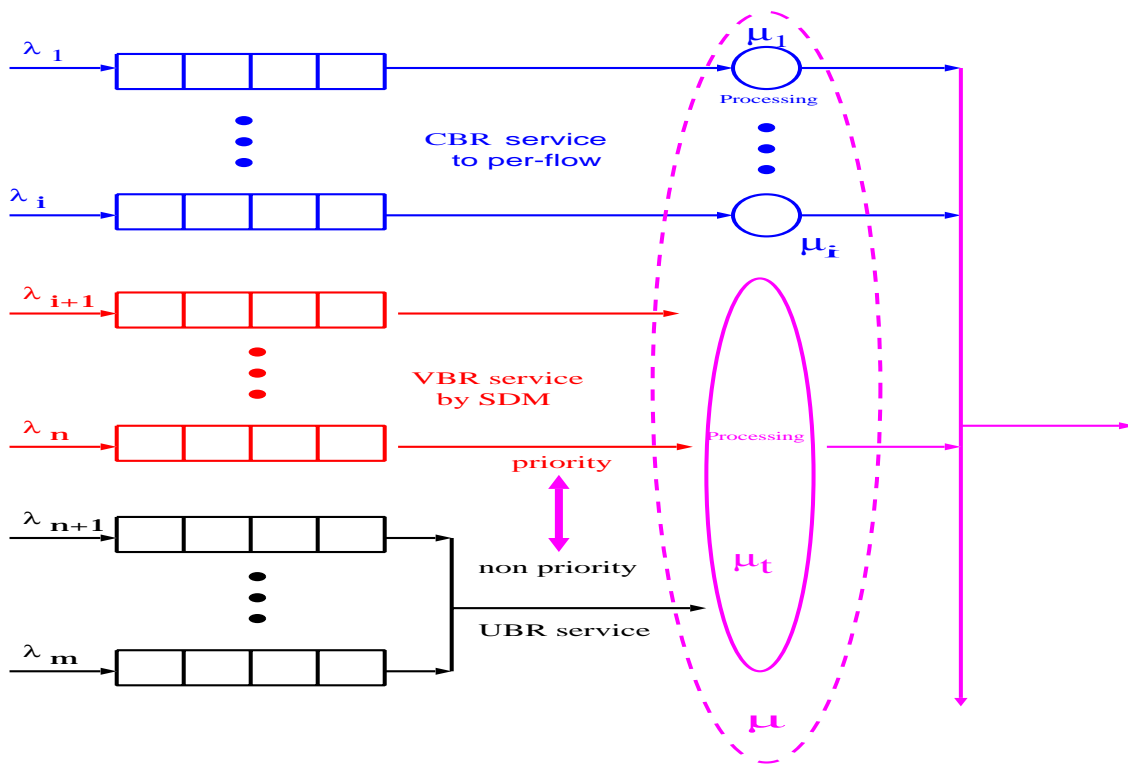 λ 1
μ 1
Processing
CBR service
to per-flow
λ i
μ i
λ i+1
VBR service
by SDM
λ n
Processing
priority
λ n+1
non priority
μ t
UBR service
λ m
μ